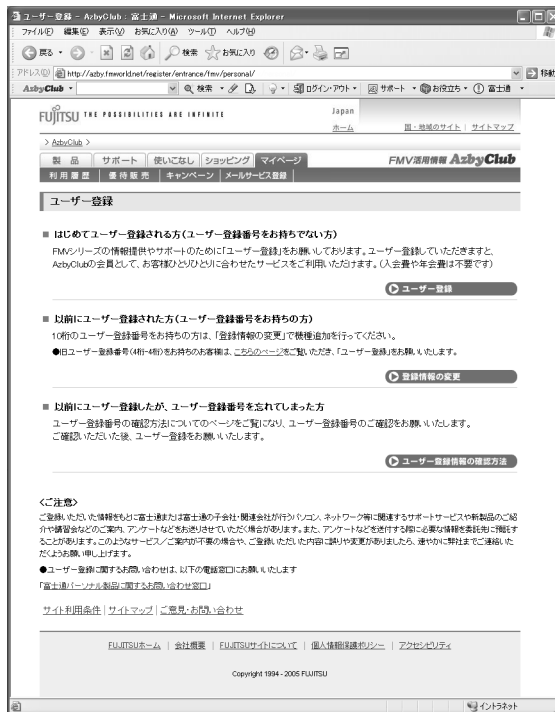 ユーザー登録 - AzbyClub : 富士通 - Microsoft Internet Explorer
ファイル(F) 編集(E) 表示(V) お気に入り(A) ツール(T) ヘルプ(H)
戻る 検索 お気に入り
アドレス(D) http://azby.fmworld.net/register/entrance/fmv/personal/ 移動
AzbyClub 検索 ログイン・アウト サポート お役立ち 富士通
FUJITSU THE POSSIBILITIES ARE INFINITE Japan
ホーム 国・地域のサイト | サイトマップ
> AzbyClub >
製 品 サポート 使いこなし ショッピング マイページ FMV活用情報 AzbyClub
利用履歴 優待販売 キャンペーン メールサービス登録
ユーザー登録
■ はじめてユーザー登録される方(ユーザー登録番号をお持ちでない方)
FMVシリーズの情報提供やサポートのために「ユーザー登録」をお願いしております。ユーザー登録していただきますと、
AzbyClubの会員として、お客様ひとりひとりに合わせたサービスをご利用いただけます。(入会費や年会費は不要です)
ユーザー登録
■ 以前にユーザー登録された方(ユーザー登録番号をお持ちの方)
10桁のユーザー登録番号をお持ちの方は、「登録情報の変更」で機種追加を行ってください。
●旧ユーザー登録番号(4桁-4桁)をお持ちのお客様は、こちらのページをご覧いただき、「ユーザー登録」をお願いいたします。
登録情報の変更
■ 以前にユーザー登録したが、ユーザー登録番号を忘れてしまった方
ユーザー登録番号の確認方法についてのページをご覧になり、ユーザー登録番号のご確認をお願いいたします。
ご確認いただいた後、ユーザー登録をお願いいたします。
ユーザー登録情報の確認方法
<ご注意>
ご登録いただいた情報をもとに富士通または富士通の子会社・関連会社が行うパソコン、ネットワーク等に関連するサポートサービスや新製品のご紹
介や講習会などのご案内、アンケートなどをお送りさせていただく場合があります。また、アンケートなどを送付する際に必要な情報を委託先に預託す
ることがあります。このようなサービス/ご案内が不要の場合や、ご登録いただいた内容に誤りや変更がありましたら、速やかに弊社までご連絡いた
だくようお願い申し上げます。
●ユーザー登録に関するお問い合わせは、以下の電話窓口にお願いいたします
「富士通パーソナル製品に関するお問い合わせ窓口」
サイト利用条件 | サイトマップ | ご意見・お問い合わせ
FUJITSUホーム | 会社概要 | FUJITSUサイトについて | 個人情報保護ポリシー | アクセシビリティ
Copyright 1994 - 2005 FUJITSU
イントラネット